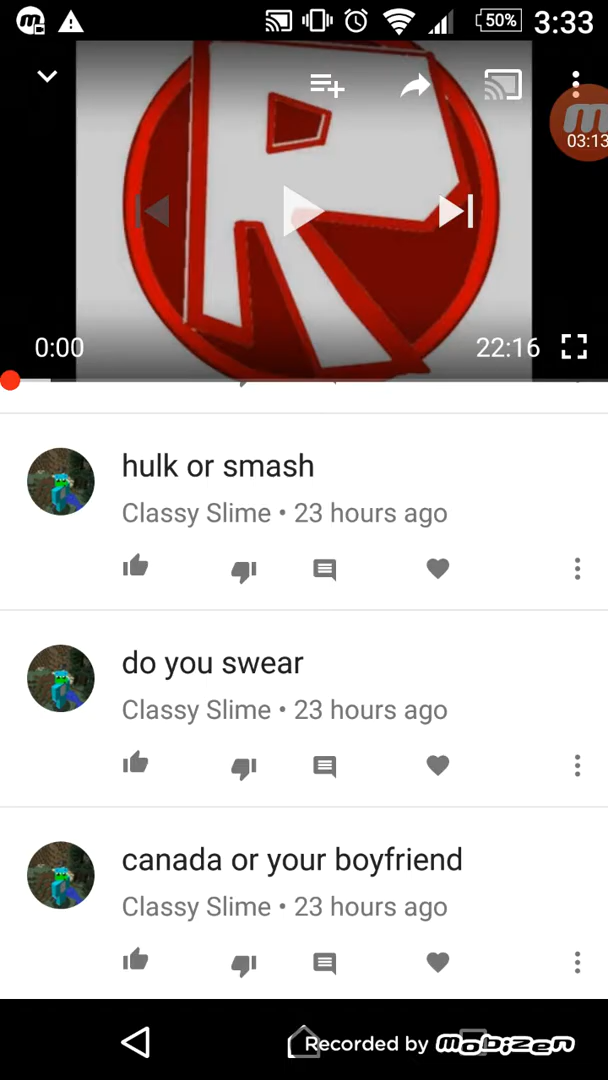 50% 3:33
03:13
R
0:00 22:16
hulk or smash
Classy Slime • 23 hours ago
do you swear
Classy Slime • 23 hours ago
canada or your boyfriend
Classy Slime • 23 hours ago
Recorded by mobizen